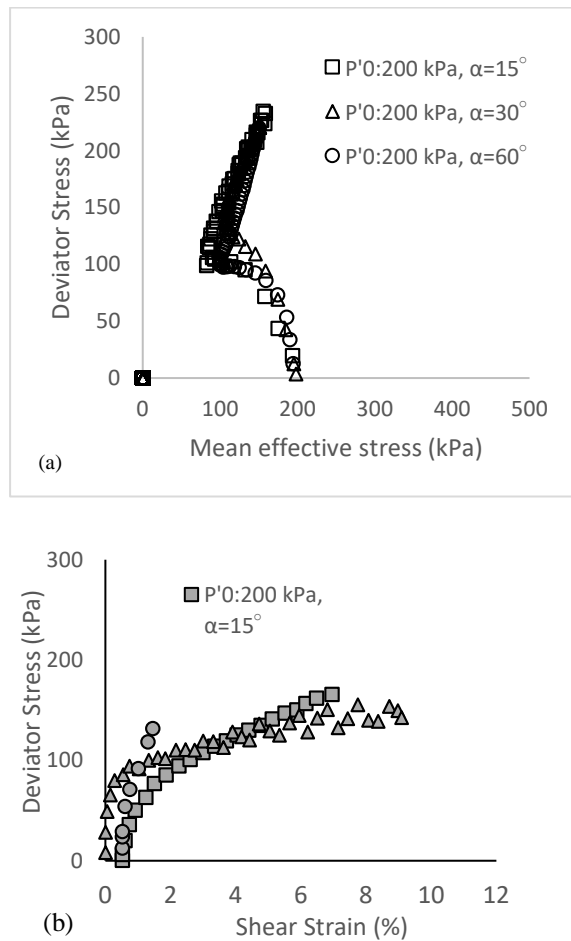 300
250
200
150
100
50
0
Deviator Stress (kPa)
P'0:200 kPa, α=15°
P'0:200 kPa, α=30°
P'0:200 kPa, α=60°
0 100 200 300 400 500
Mean effective stress (kPa)
(a)
300
200
100
0
Deviator Stress (kPa)
P'0:200 kPa,
α=15°
0 2 4 6 8 10 12
Shear Strain (%)
(b)